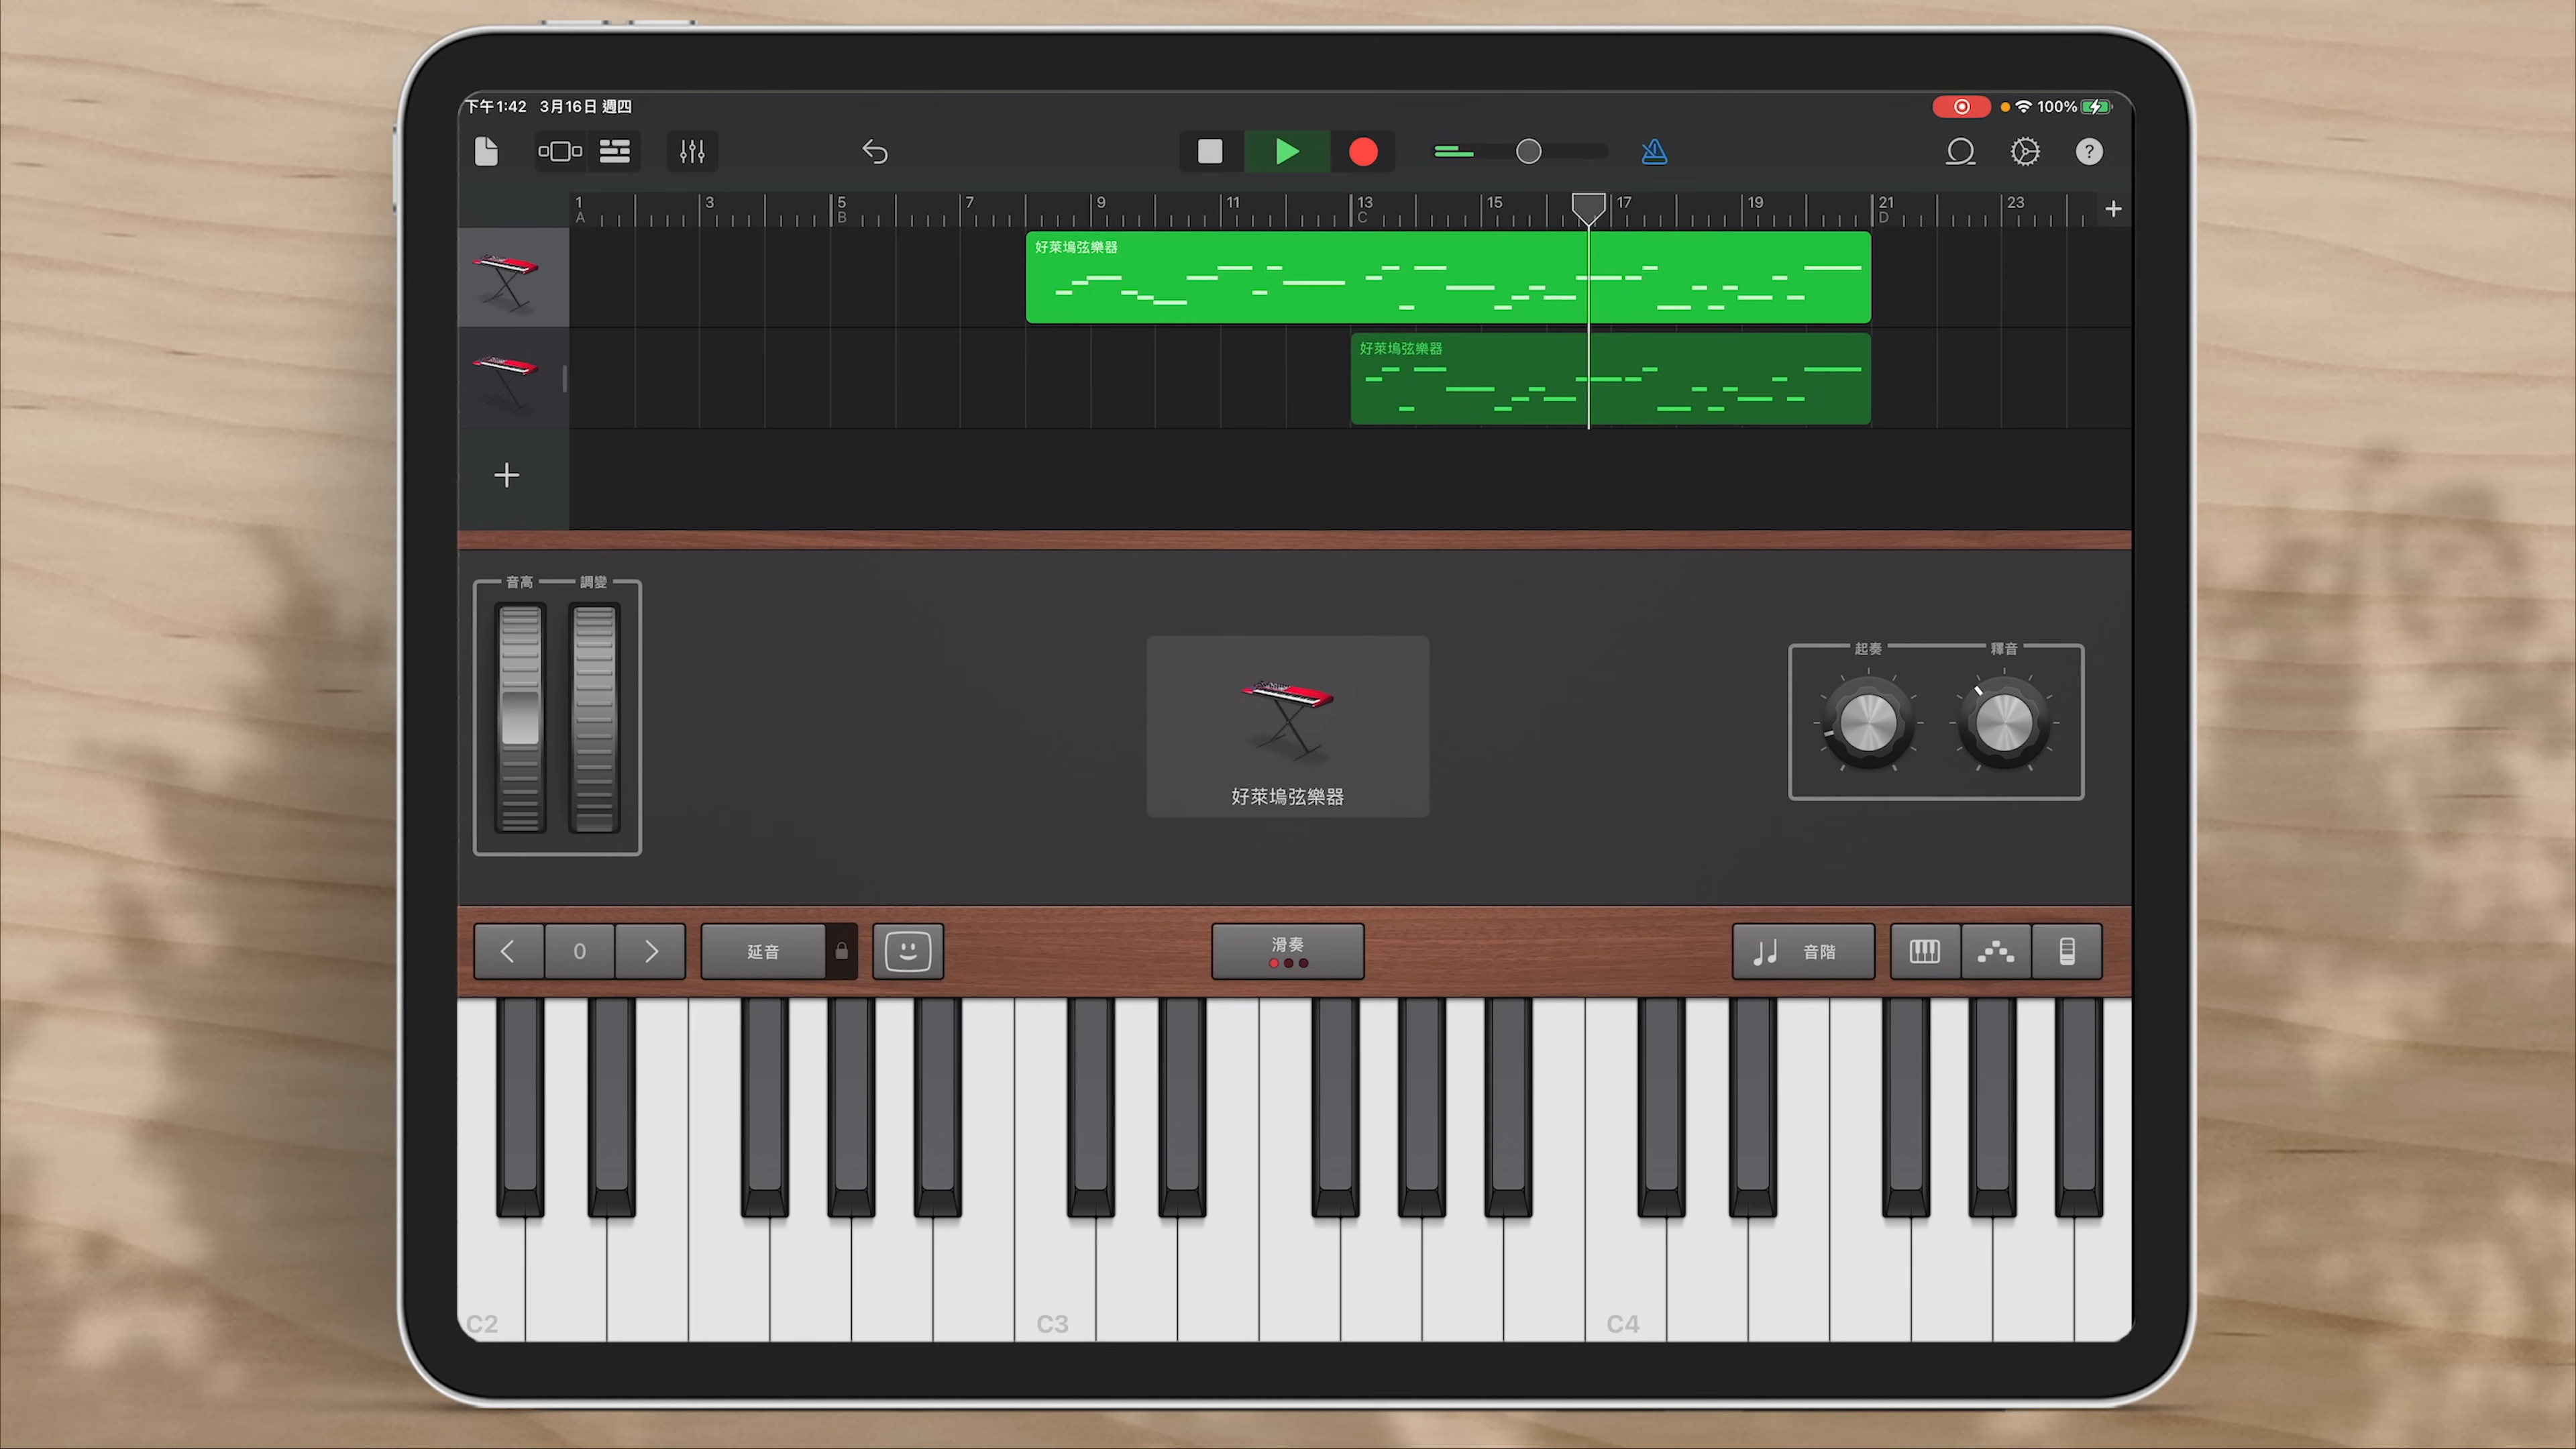 下午1:42 3月16日 週四
100%
?
1 3 5 7 9 11 13 15 17 19 21 23
A B C D
好萊塢弦樂器
好萊塢弦樂器
音高 調變
起奏 釋音
好萊塢弦樂器
0
延音
滑奏
音階
C2 C3 C4